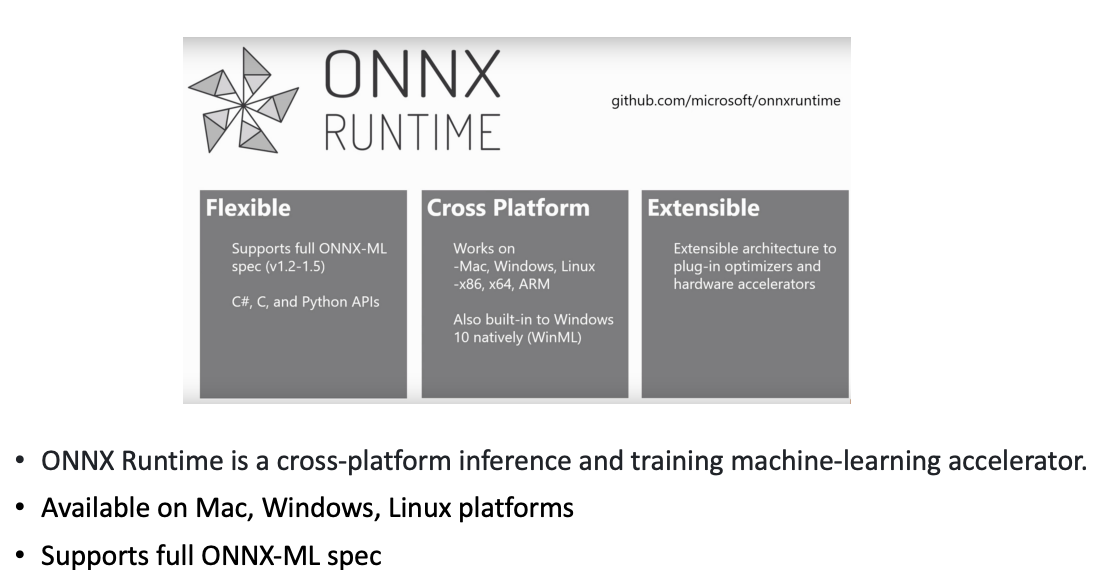 ONNX
RUNTIME
github.com/microsoft/onnxruntime
Flexible
Supports full ONNX-ML
spec (v1.2-1.5)
C#, C, and Python APIs
Cross Platform
Works on
-Mac, Windows, Linux
-x86, x64, ARM
Also built-in to Windows
10 natively (WinML)
Extensible
Extensible architecture to
plug-in optimizers and
hardware accelerators
• ONNX Runtime is a cross-platform inference and training machine-learning accelerator.
• Available on Mac, Windows, Linux platforms
• Supports full ONNX-ML spec